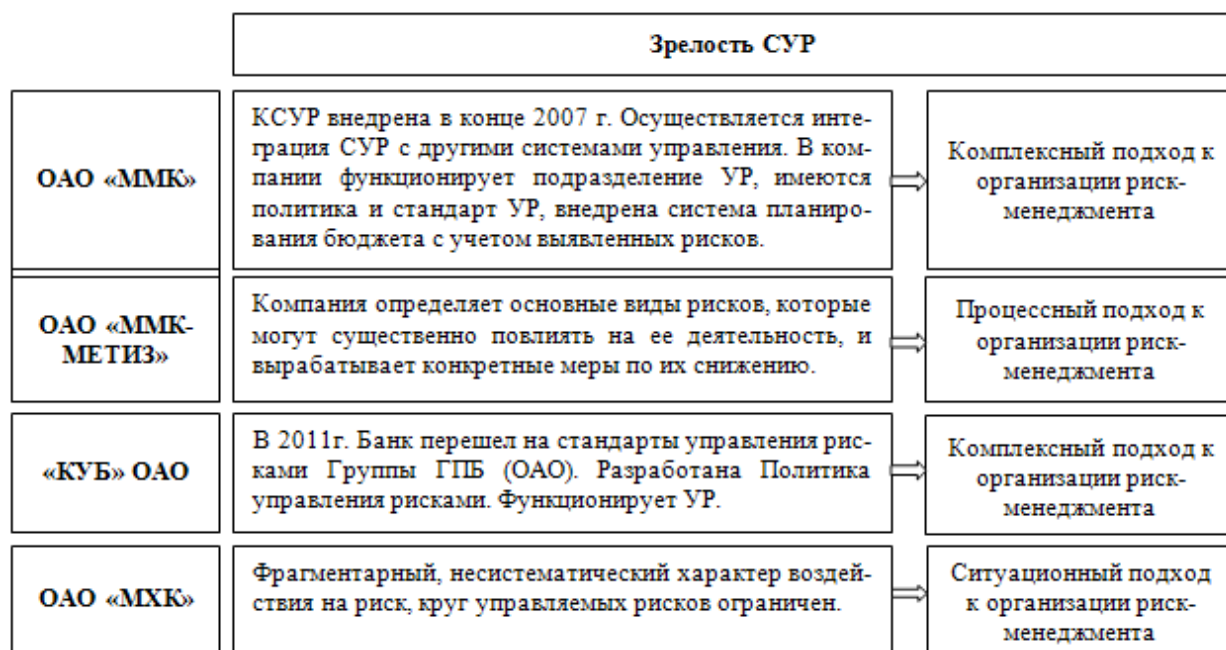 Зрелость СУР
ОАО «ММК»
КСУР внедрена в конце 2007 г. Осуществляется инте-
грация СУР с другими системами управления. В ком-
пании функционирует подразделение УР, имеются
политика и стандарт УР, внедрена система планиро-
вания бюджета с учетом выявленных рисков.
Комплексный подход к
организации риск-
менеджмента
ОАО «ММК-
МЕТИЗ»
Компания определяет основные виды рисков, которые
могут существенно повлиять на ее деятельность, и
вырабатывает конкретные меры по их снижению.
Процессный подход к
организации риск-
менеджмента
«КУБ» ОАО
В 2011г. Банк перешел на стандарты управления рис-
ками Группы ГПБ (ОАО). Разработана Политика
управления рисками. Функционирует УР.
Комплексный подход к
организации риск-
менеджмента
ОАО «МХК»
Фрагментарный, несистематический характер воздей-
ствия на риск, круг управляемых рисков ограничен.
Ситуационный подход
к организации риск-
менеджмента